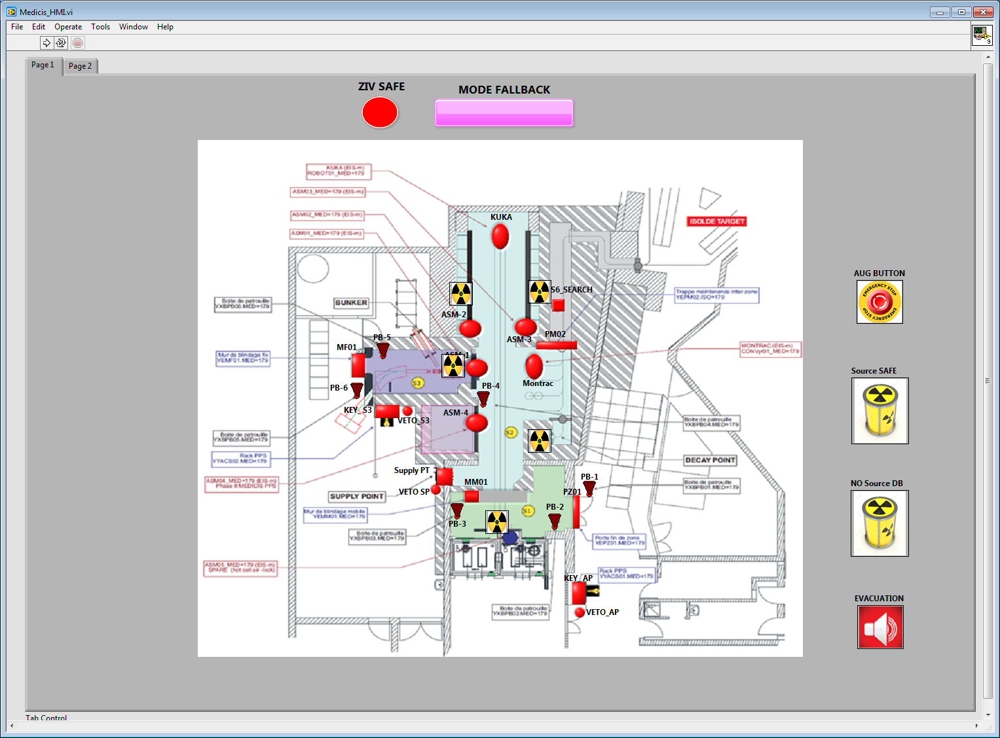 Medicis_HMI.vi
File Edit Operate Tools Window Help
9
Page 1 Page 2
ZIV SAFE
MODE FALLBACK
KUKA (EIS-m)
ROBOT01_MED=179
ASM03_MED=179 (EIS-m)
ASM02_MED=179 (EIS-m)
ASM01_MED=179 (EIS-m)
KUKA
ISOLDE TARGET
AUG BUTTON
EMERGENCY STOP
EMERGENCY STOP
S6_SEARCH
Trappe maintenance inter-zone
YEPM02.ISO=179
Boite de patrouille
YXBPB06.MED=179
BUNKER
ASM-2
ASM-3
PM02
PB-5
MF01
MONTRAC (EIS-m)
CONVyr01_MED=179
Mur de blindage fix
YEMF01.MED=179
ASM-1
Source SAFE
S3
Montrac
PB-6
PB-4
KEY_S3
VETO_S3
ASM-4
Boite de patrouille
YXBPB04.MED=179
Boite de patrouille
YXBPB05.MED=179
S2
Rack PPS
YYACS02.MED=179
DECAY POINT
Supply PT
ASM04_MED=179 (EIS-m)
Phase II MEDICIS PPS
MM01
PB-1
Boite de patrouille
YXBPB01.MED=179
NO Source DB
VETO SP
PZ01
SUPPLY POINT
PB-2
S1
Mur de blindage mobile
YEMM01.MED=179
PB-3
Boite de patrouille
YXBPB03.MED=179
Porte fin de zone
YEPZ01.MED=179
ASM05_MED=179 (EIS-m)
SPARE (hot cell air-lock)
Rack PPS
YYACS01.MED=179
KEY_AP
EVACUATION
Boite de patrouille
YXBPB02.MED=179
VETO_AP
Tab Control